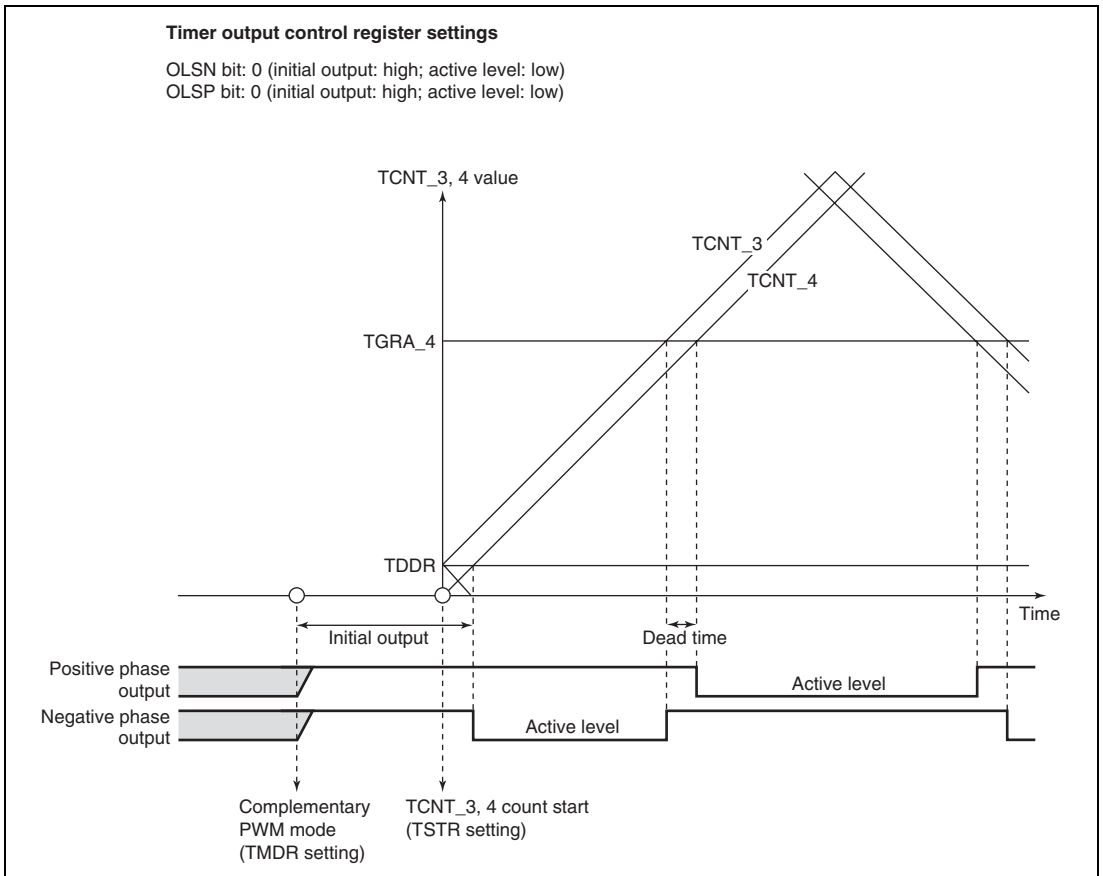 Timer output control register settings
OLSN bit: 0 (initial output: high; active level: low)
OLSP bit: 0 (initial output: high; active level: low)
TCNT_3, 4 value
TCNT_3
TCNT_4
TGRA_4
TDDR
Time
Initial output
Dead time
Positive phase
output
Active level
Negative phase
output
Active level
Complementary
PWM mode
(TMDR setting)
TCNT_3, 4 count start
(TSTR setting)